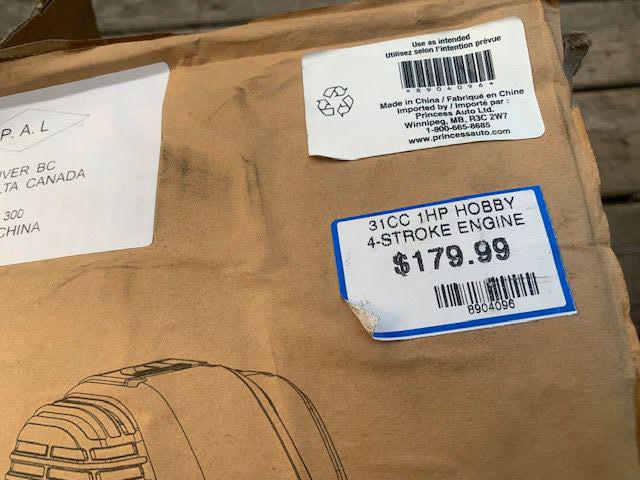 Use as intended
Utilisez selon l'intention prévue
*8904096*
Made in China / Fabriqué en Chine
Imported by / Importé par :
Princess Auto Ltd.
Winnipeg, MB, R3C 2W7
1-800-665-8685
www.princessauto.com
P.A.L
VER BC
LTA CANADA
300
CHINA
31CC 1HP HOBBY
4-STROKE ENGINE
$179.99
8904096